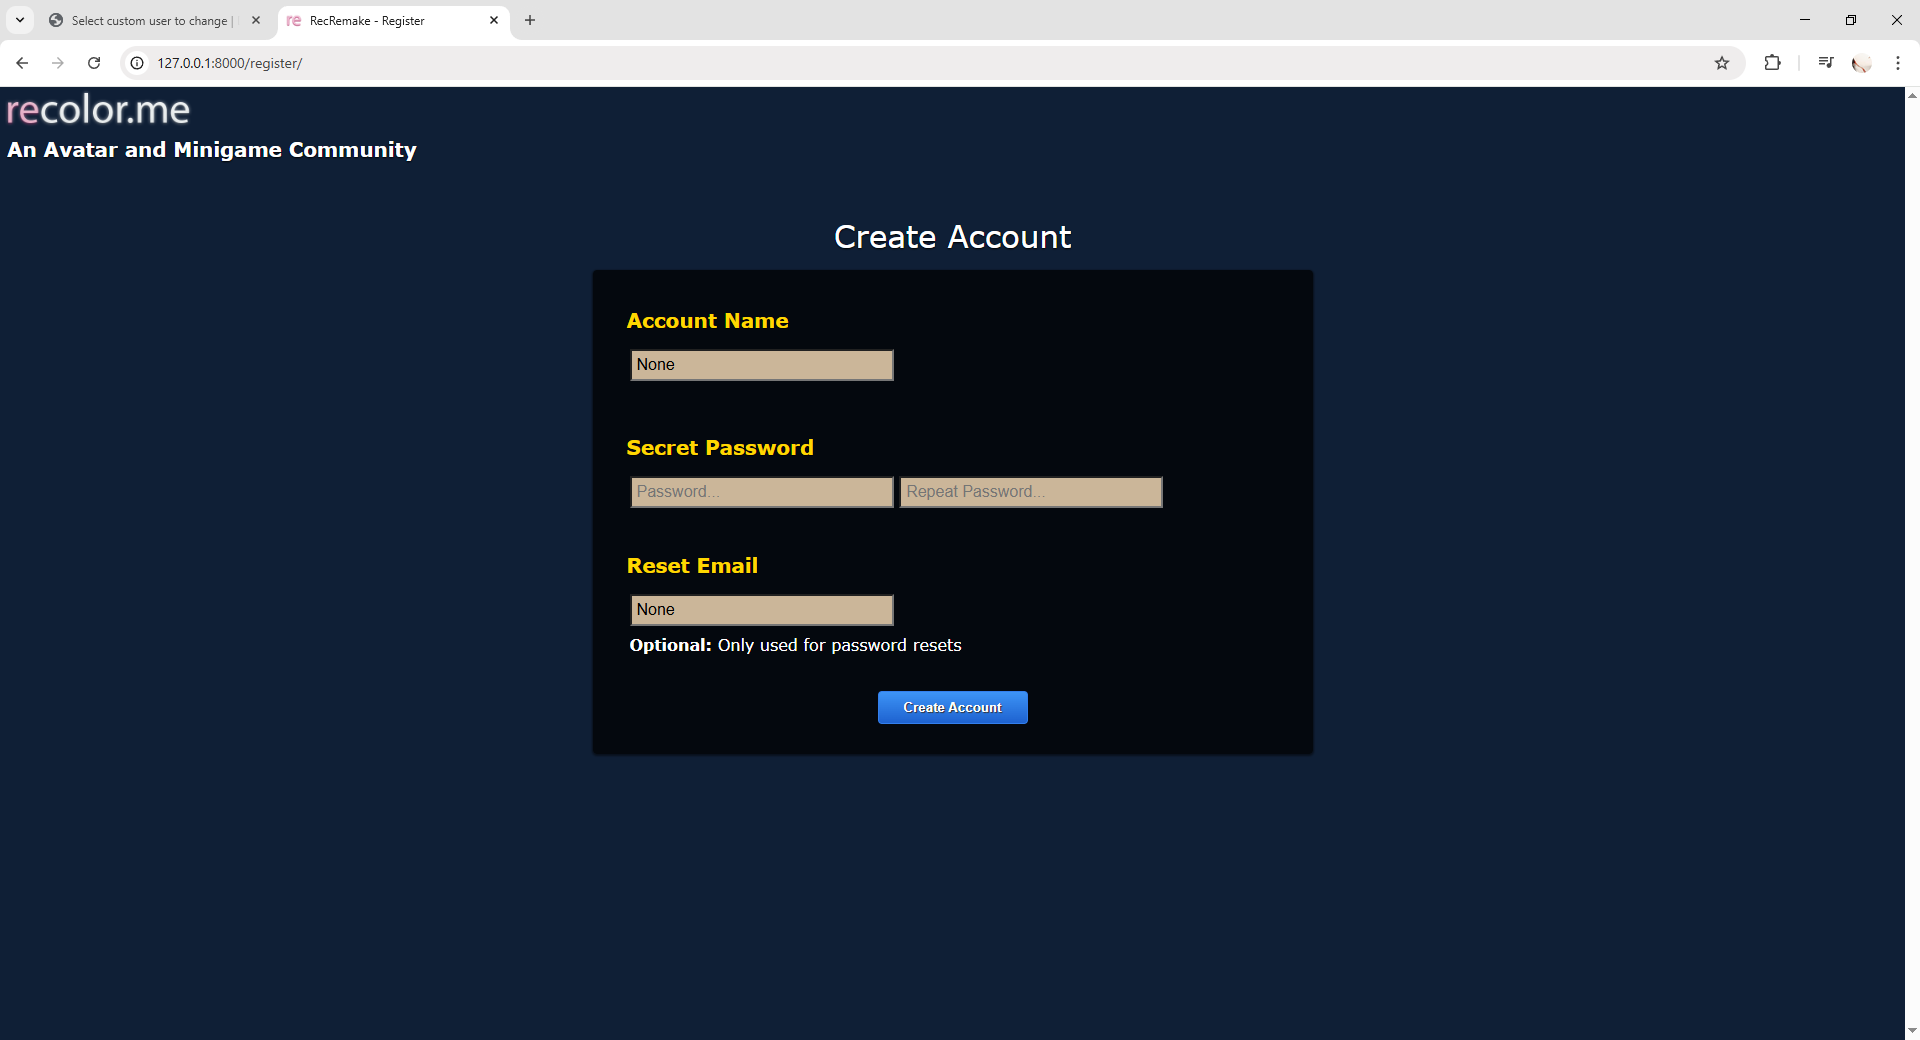 Select custom user to change |
RecRemake - Register
127.0.0.1:8000/register/
recolor.me
An Avatar and Minigame Community
Create Account
Account Name
None
Secret Password
Password... Repeat Password...
Reset Email
None
Optional: Only used for password resets
Create Account